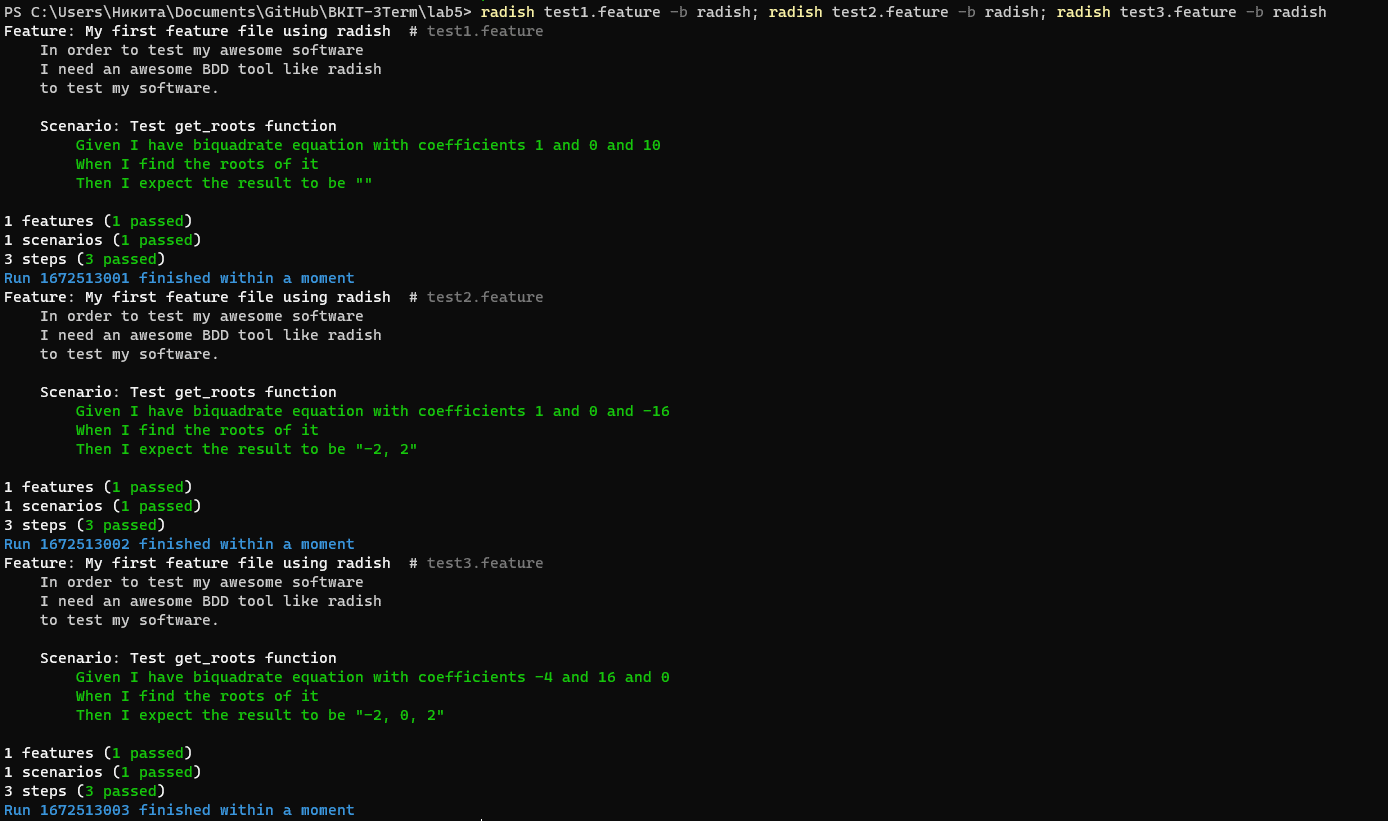 PS C:\Users\Никита\Documents\GitHub\BKIT-3Term\lab5> radish test1.feature -b radish; radish test2.feature -b radish; radish test3.feature -b radish
Feature: My first feature file using radish  # test1.feature
    In order to test my awesome software
    I need an awesome BDD tool like radish
    to test my software.

    Scenario: Test get_roots function
        Given I have biquadrate equation with coefficients 1 and 0 and 10
        When I find the roots of it
        Then I expect the result to be ""

1 features (1 passed)
1 scenarios (1 passed)
3 steps (3 passed)
Run 1672513001 finished within a moment
Feature: My first feature file using radish  # test2.feature
    In order to test my awesome software
    I need an awesome BDD tool like radish
    to test my software.

    Scenario: Test get_roots function
        Given I have biquadrate equation with coefficients 1 and 0 and -16
        When I find the roots of it
        Then I expect the result to be "-2, 2"

1 features (1 passed)
1 scenarios (1 passed)
3 steps (3 passed)
Run 1672513002 finished within a moment
Feature: My first feature file using radish  # test3.feature
    In order to test my awesome software
    I need an awesome BDD tool like radish
    to test my software.

    Scenario: Test get_roots function
        Given I have biquadrate equation with coefficients -4 and 16 and 0
        When I find the roots of it
        Then I expect the result to be "-2, 0, 2"

1 features (1 passed)
1 scenarios (1 passed)
3 steps (3 passed)
Run 1672513003 finished within a moment